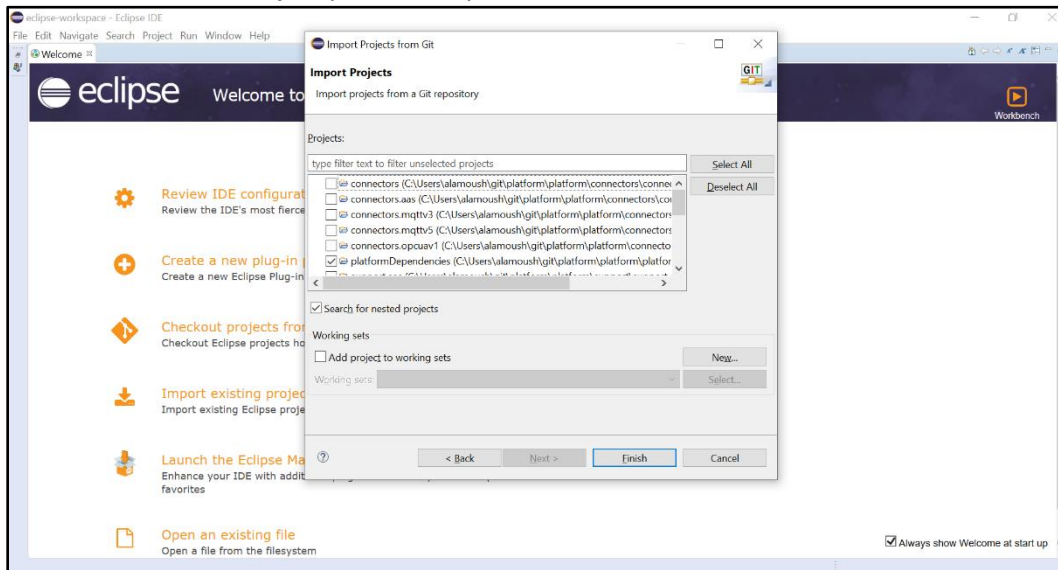 eclipse-workspace - Eclipse IDE
File Edit Navigate Search Project Run Window Help
Welcome
eclipse Welcome to
Workbench
Review IDE configurat
Review the IDE's most fierce
Create a new plug-in
Create a new Eclipse Plug-in
Checkout projects fror
Checkout Eclipse projects ho
Import existing projec
Import existing Eclipse proje
Launch the Eclipse Ma
Enhance your IDE with addit
favorites
Open an existing file
Open a file from the filesystem
Always show Welcome at start up
Import Projects from Git
Import Projects
Import projects from a Git repository
GIT
Projects:
type filter text to filter unselected projects
Select All
Deselect All
connectors (C:\Users\alamoush\git\platform\platform\connectors\connec
connectors.aas (C:\Users\alamoush\git\platform\platform\connectors\con
connectors.mqttv3 (C:\Users\alamoush\git\platform\platform\connectors
connectors.mqttv5 (C:\Users\alamoush\git\platform\platform\connectors
connectors.opcuav1 (C:\Users\alamoush\git\platform\platform\connecto
platformDependencies (C:\Users\alamoush\git\platform\platform\platfor
Search for nested projects
Working sets
Add project to working sets
New...
Working sets:
Select...
< Back Next > Finish Cancel